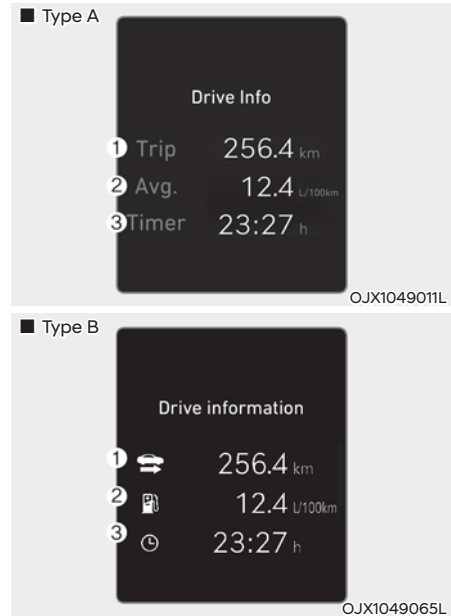 ■ Type A
Drive Info
① Trip 256.4 km
② Avg. 12.4 L/100km
③ Timer 23:27 h
OJX1049011L
■ Type B
Drive information
① 256.4 km
② 12.4 L/100km
③ 23:27 h
OJX1049065L